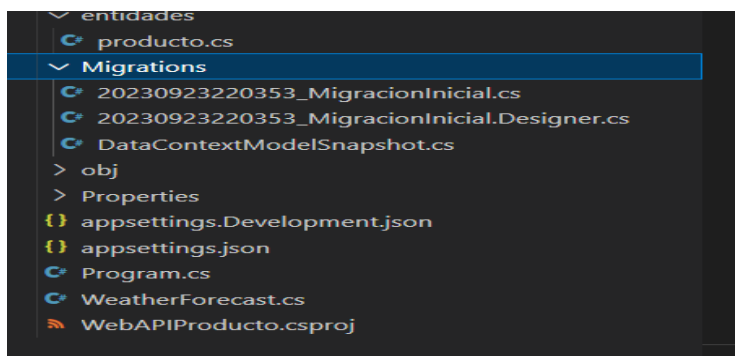 entidades
producto.cs
Migrations
20230923220353_MigracionInicial.cs
20230923220353_MigracionInicial.Designer.cs
DataContextModelSnapshot.cs
obj
Properties
appsettings.Development.json
appsettings.json
Program.cs
WeatherForecast.cs
WebAPIProducto.csproj